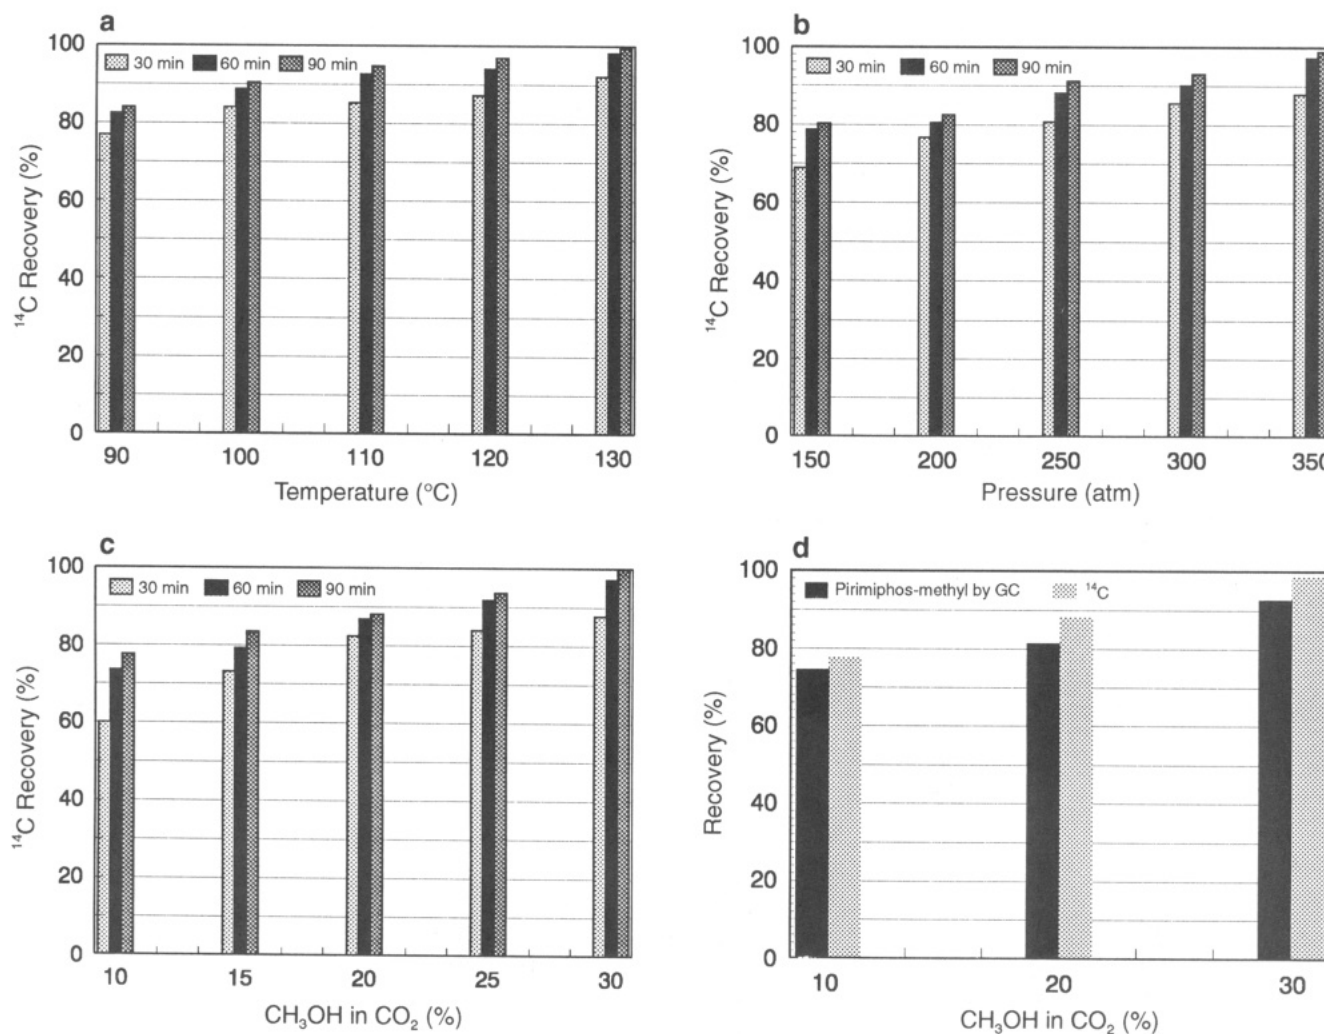 a
100
80
60
40
20
0
30 min 60 min 90 min
90 100 110 120 130
Temperature (°C)
¹⁴C Recovery (%)
b
100
80
60
40
20
0
30 min 60 min 90 min
150 200 250 300 350
Pressure (atm)
¹⁴C Recovery (%)
c
100
80
60
40
20
0
30 min 60 min 90 min
10 15 20 25 30
CH₃OH in CO₂ (%)
¹⁴C Recovery (%)
d
100
80
60
40
20
0
Pirimiphos-methyl by GC ¹⁴C
10 20 30
CH₃OH in CO₂ (%)
Recovery (%)